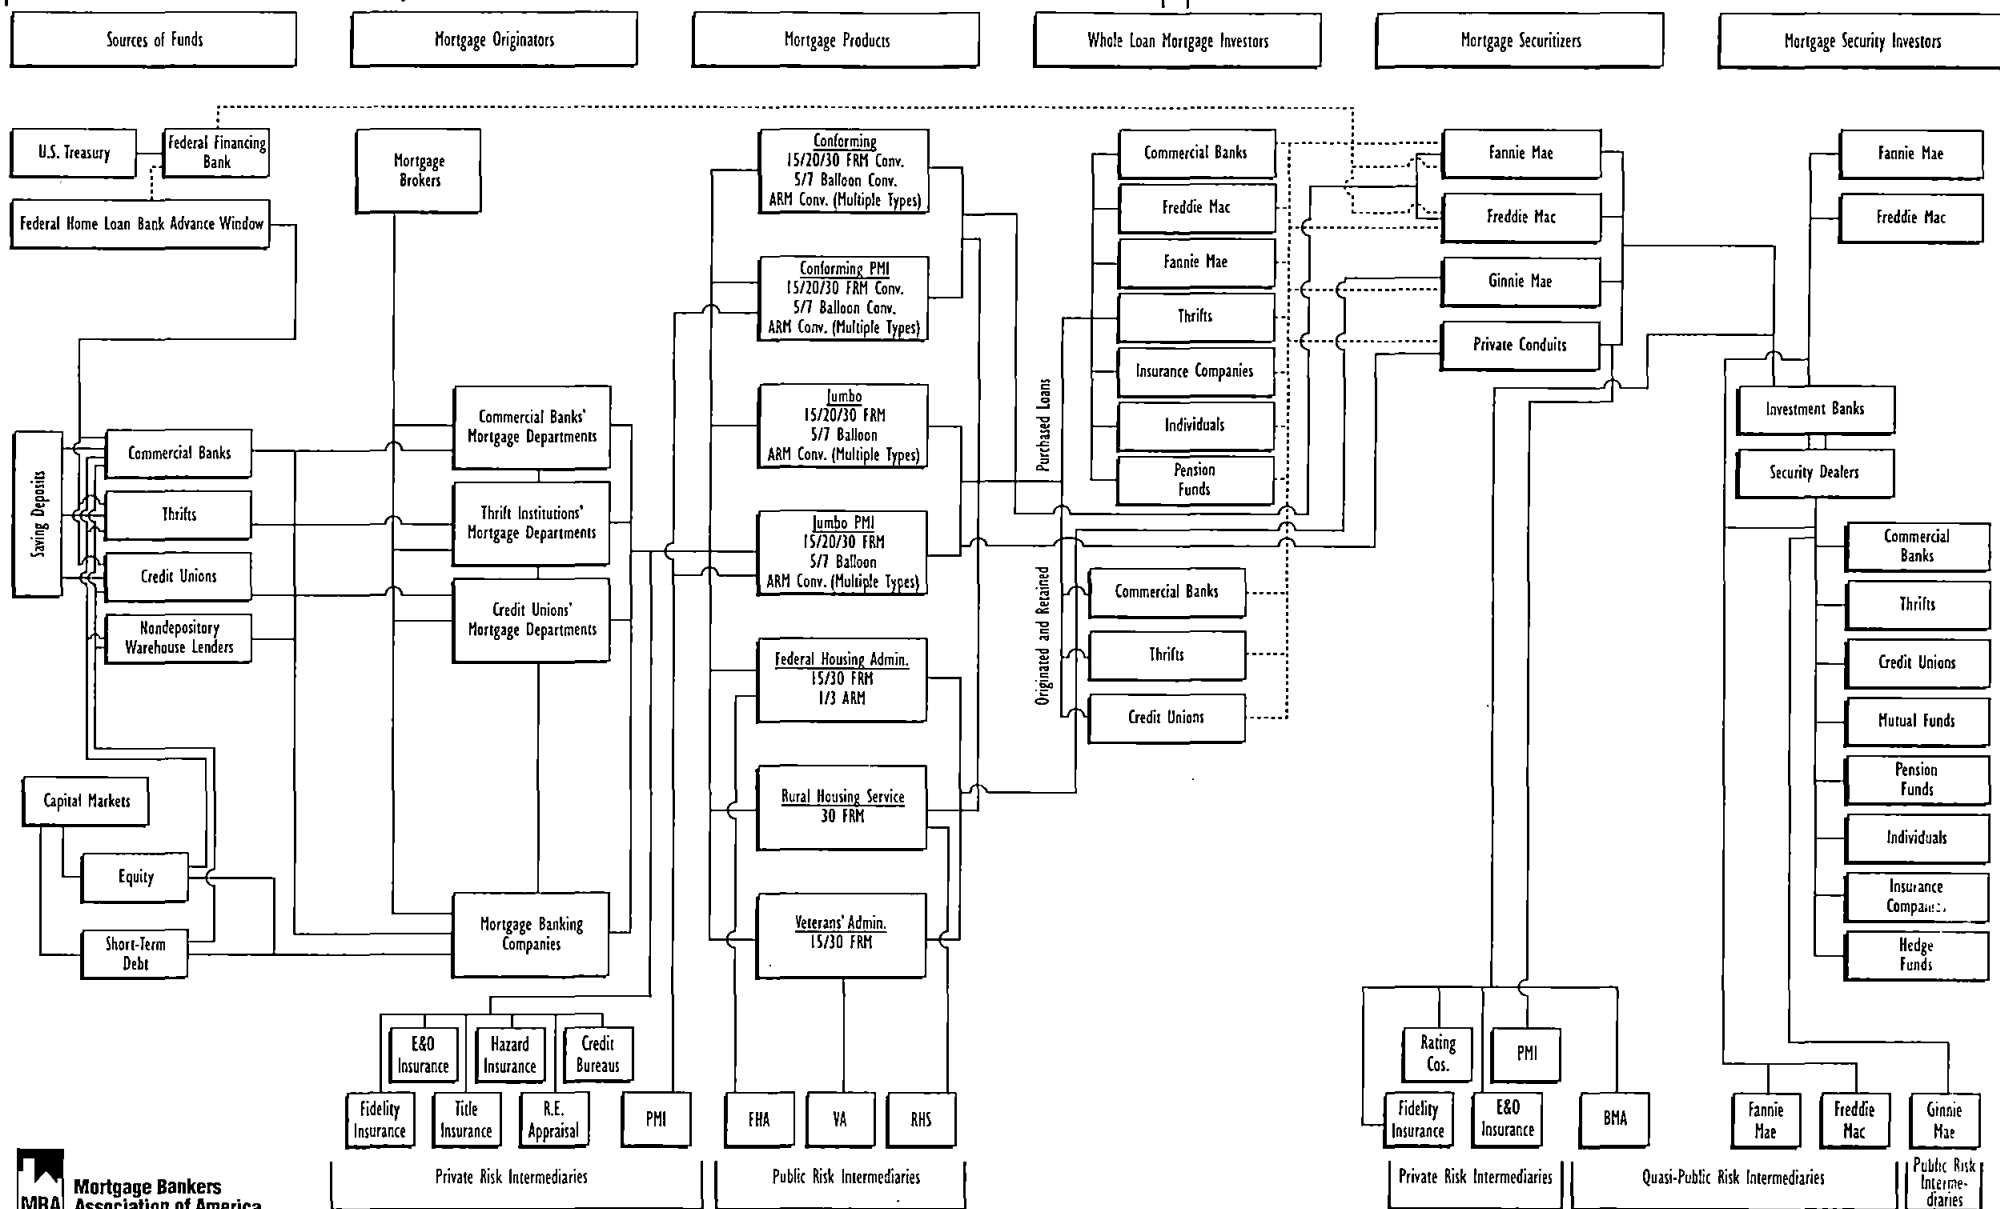 Sources of Funds
Mortgage Originators
Mortgage Products
Whole Loan Mortgage Investors
Mortgage Securitizers
Mortgage Security Investors
U.S. Treasury
Federal Financing
Bank
Federal Home Loan Bank Advance Window
Saving Deposits
Commercial Banks
Thrifts
Credit Unions
Nondepository
Warehouse Lenders
Capital Markets
Equity
Short-Term
Debt
Mortgage
Brokers
Commercial Banks'
Mortgage Departments
Thrift Institutions'
Mortgage Departments
Credit Unions'
Mortgage Departments
Mortgage Banking
Companies
Conforming
15/20/30 FRM Conv.
5/7 Balloon Conv.
ARM Conv. (Multiple Types)
Conforming PMI
15/20/30 FRM Conv.
5/7 Balloon Conv.
ARM Conv. (Multiple Types)
Jumbo
15/20/30 FRM
5/7 Balloon
ARM Conv. (Multiple Types)
Jumbo PMI
15/20/30 FRM
5/7 Balloon
ARM Conv. (Multiple Types)
Federal Housing Admin.
15/30 FRM
1/3 ARM
Rural Housing Service
30 FRM
Veterans' Admin.
15/30 FRM
Purchased Loans
Commercial Banks
Freddie Mac
Fannie Mae
Thrifts
Insurance Companies
Individuals
Pension
Funds
Originated and Retained
Commercial Banks
Thrifts
Credit Unions
Fannie Mae
Freddie Mac
Ginnie Mae
Private Conduits
Fannie Mae
Freddie Mac
Investment Banks
Security Dealers
Commercial
Banks
Thrifts
Credit Unions
Mutual Funds
Pension
Funds
Individuals
Insurance
Hedge
Funds
E&O
Insurance
Hazard
Insurance
Credit
Bureaus
Fidelity
Insurance
Title
Insurance
R.E.
Appraisal
PMI
FHA
VA
RHS
Rating
Cos.
PMI
Fidelity
Insurance
E&O
Insurance
BMA
Fannie
Mae
Freddie
Mac
Ginnie
Mae
Private Risk Intermediaries
Public Risk Intermediaries
Private Risk Intermediaries
Quasi-Public Risk Intermediaries
Public Risk
Interme-
diaries
MBA
Mortgage Bankers
Association of America